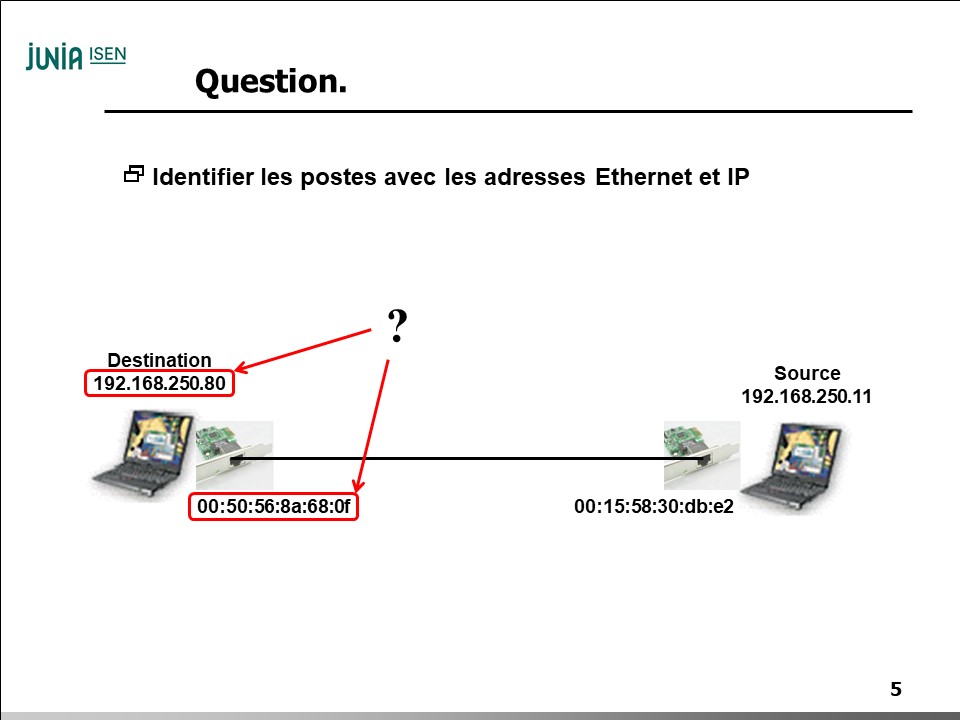 JUNIA ISEN
Question.
Identifier les postes avec les adresses Ethernet et IP
?
Destination
192.168.250.80
Source
192.168.250.11
00:50:56:8a:68:0f
00:15:58:30:db:e2
5